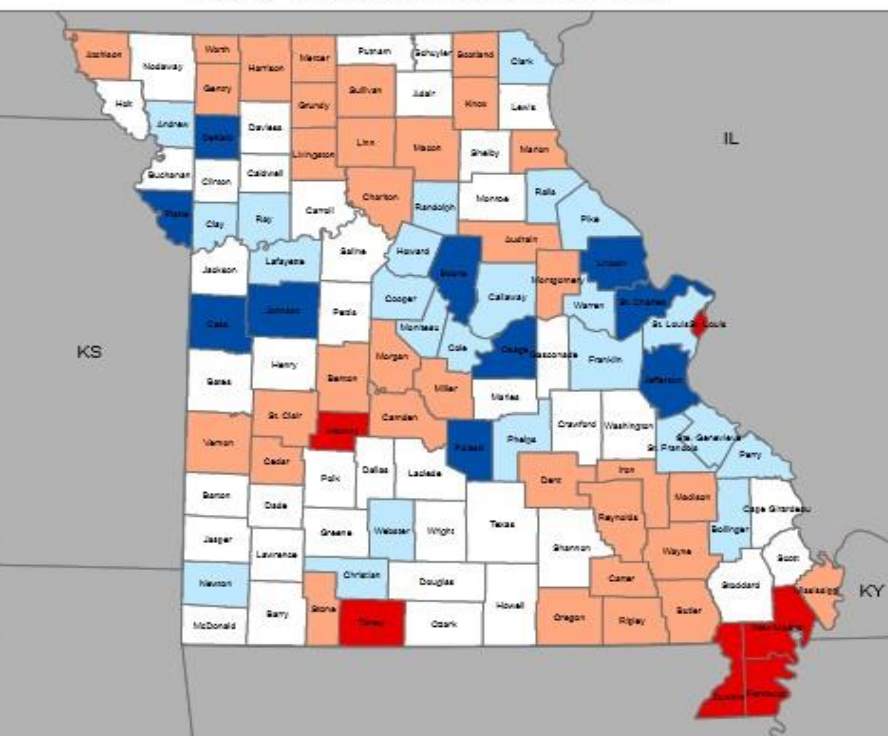 Atchison
Nodaway
Worth
Harrison
Mercer
Putnam
Schuyler
Scotland
Clark
Gentry
Sullivan
Adair
Knox
Lewis
Holt
Grundy
Andrew
DeKalb
Daviess
Livingston
Linn
Macon
Shelby
Marion
IL
Buchanan
Clinton
Caldwell
Carroll
Chariton
Randolph
Monroe
Ralls
Pike
Platte
Clay
Ray
Saline
Howard
Boone
Audrain
Lincoln
Jackson
Lafayette
Cooper
Callaway
Montgomery
Warren
St. Charles
Cass
Johnson
Pettis
Moniteau
Cole
Osage
Gasconade
Franklin
St. Louis
St. Louis
KS
Bates
Henry
Benton
Morgan
Miller
Maries
Jefferson
Vernon
St. Clair
Hickory
Camden
Pulaski
Phelps
Crawford
Washington
St. Francois
Ste. Genevieve
Perry
Cedar
Polk
Dallas
Laclede
Dent
Iron
Madison
Barton
Dade
Greene
Webster
Wright
Texas
Reynolds
Bollinger
Cape Girardeau
Jasper
Lawrence
Shannon
Wayne
Scott
Newton
Christian
Douglas
Howell
Carter
Stoddard
Mississippi
KY
McDonald
Barry
Stone
Taney
Ozark
Oregon
Ripley
Butler
New Madrid
Dunklin
Pemiscot